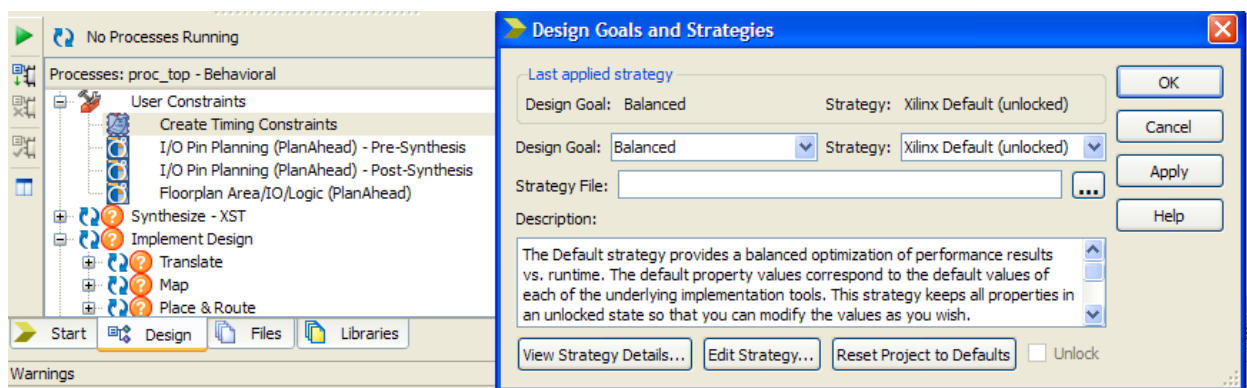 No Processes Running
Processes: proc_top - Behavioral
User Constraints
Create Timing Constraints
I/O Pin Planning (PlanAhead) - Pre-Synthesis
I/O Pin Planning (PlanAhead) - Post-Synthesis
Floorplan Area/IO/Logic (PlanAhead)
Synthesize - XST
Implement Design
Translate
Map
Place & Route
Start Design Files Libraries
Warnings
Design Goals and Strategies
Last applied strategy
Design Goal: Balanced Strategy: Xilinx Default (unlocked)
Design Goal: Balanced Strategy: Xilinx Default (unlocked)
Strategy File: ...
Description:
The Default strategy provides a balanced optimization of performance results
vs. runtime. The default property values correspond to the default values of
each of the underlying implementation tools. This strategy keeps all properties in
an unlocked state so that you can modify the values as you wish.
View Strategy Details... Edit Strategy... Reset Project to Defaults Unlock
OK
Cancel
Apply
Help